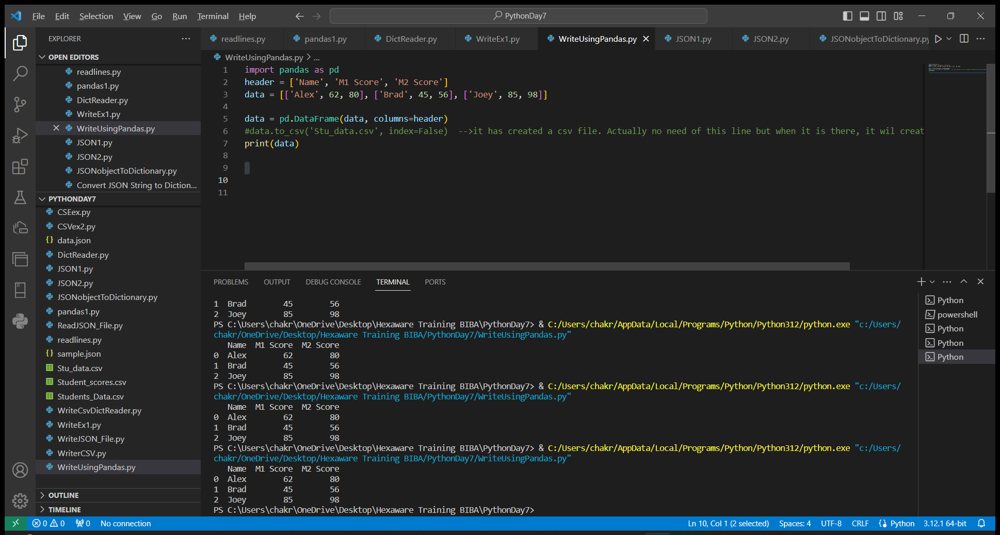 File Edit Selection View Go Run Terminal Help PythonDay7
EXPLORER
OPEN EDITORS
readlines.py
pandas1.py
DictReader.py
WriteEx1.py
WriteUsingPandas.py
JSON1.py
JSON2.py
JSONobjectToDictionary.py
Convert JSON String to Diction...
PYTHONDAY7
CSEex.py
CSVex2.py
data.json
DictReader.py
JSON1.py
JSON2.py
JSONobjectToDictionary.py
pandas1.py
ReadJSON_File.py
readlines.py
sample.json
Stu_data.csv
Student_scores.csv
Students_Data.csv
WriteCsvDictReader.py
WriteEx1.py
WriteJSON_File.py
WriterCSV.py
WriteUsingPandas.py
OUTLINE
TIMELINE
readlines.py pandas1.py DictReader.py WriteEx1.py WriteUsingPandas.py JSON1.py JSON2.py JSONobjectToDictionary.py
WriteUsingPandas.py > ...
1 import pandas as pd
2 header = ['Name', 'M1 Score', 'M2 Score']
3 data = [['Alex', 62, 80], ['Brad', 45, 56], ['Joey', 85, 98]]
4
5 data = pd.DataFrame(data, columns=header)
6 #data.to_csv('Stu_data.csv', index=False) -->it has created a csv file. Actually no need of this line but when it is there, it wil creat
7 print(data)
8
9
10
11
PROBLEMS OUTPUT DEBUG CONSOLE TERMINAL PORTS
1 Brad 45 56
2 Joey 85 98
PS C:\Users\chakr\OneDrive\Desktop\Hexaware Training BIBA\PythonDay7> & C:/Users/chakr/AppData/Local/Programs/Python/Python312/python.exe "c:/Users/
chakr/OneDrive/Desktop/Hexaware Training BIBA/PythonDay7/WriteUsingPandas.py"
Name M1 Score M2 Score
0 Alex 62 80
1 Brad 45 56
2 Joey 85 98
PS C:\Users\chakr\OneDrive\Desktop\Hexaware Training BIBA\PythonDay7> & C:/Users/chakr/AppData/Local/Programs/Python/Python312/python.exe "c:/Users/
chakr/OneDrive/Desktop/Hexaware Training BIBA/PythonDay7/WriteUsingPandas.py"
Name M1 Score M2 Score
0 Alex 62 80
1 Brad 45 56
2 Joey 85 98
PS C:\Users\chakr\OneDrive\Desktop\Hexaware Training BIBA\PythonDay7> & C:/Users/chakr/AppData/Local/Programs/Python/Python312/python.exe "c:/Users/
chakr/OneDrive/Desktop/Hexaware Training BIBA/PythonDay7/WriteUsingPandas.py"
Name M1 Score M2 Score
0 Alex 62 80
1 Brad 45 56
2 Joey 85 98
PS C:\Users\chakr\OneDrive\Desktop\Hexaware Training BIBA\PythonDay7>
Python
powershell
Python
Python
Python
0 0 0 No connection Ln 10, Col 1 (2 selected) Spaces: 4 UTF-8 CRLF Python 3.12.1 64-bit